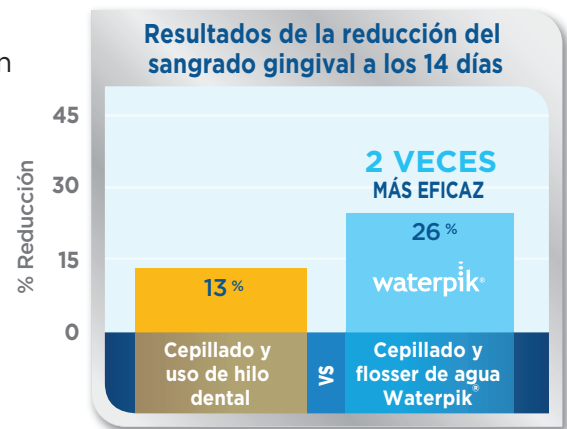 n
Resultados de la reducción del
sangrado gingival a los 14 días
% Reducción
45
30
15
0
2 VECES
MÁS EFICAZ
13 %
26 %
waterpik®
Cepillado y
uso de hilo
dental
VS
Cepillado y
flosser de agua
Waterpik®